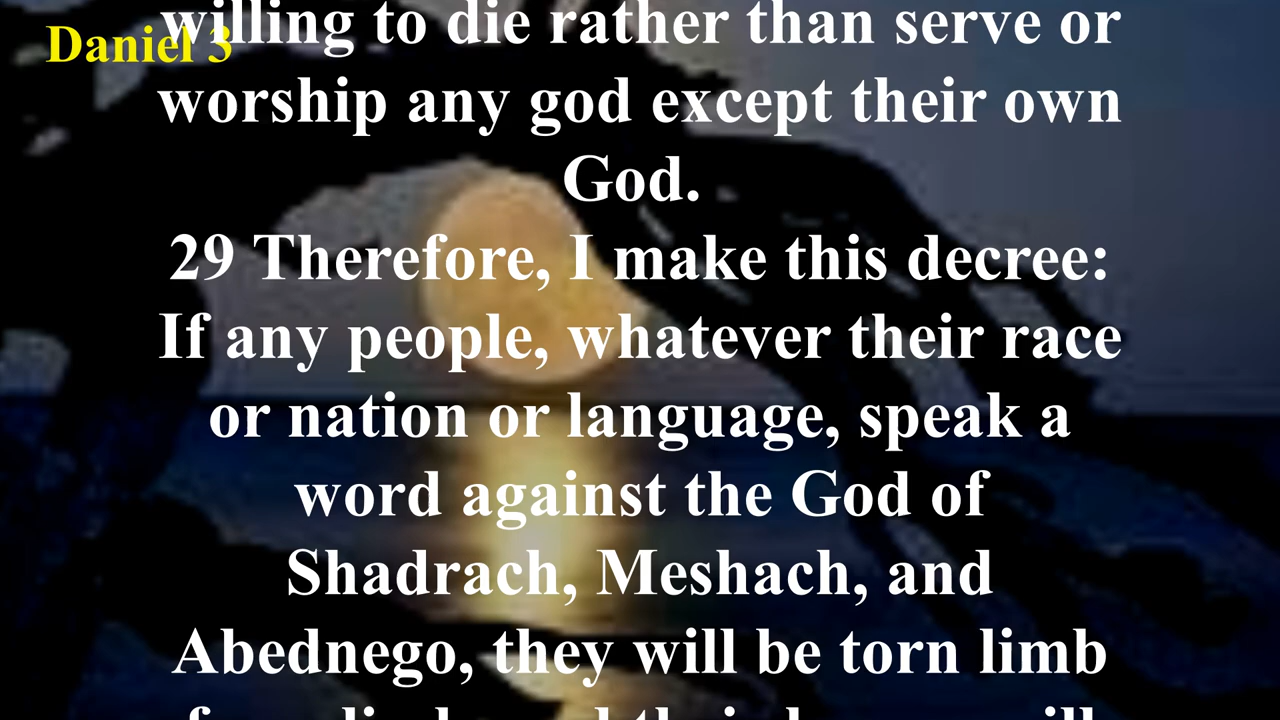 Daniel 3
willing to die rather than serve or
worship any god except their own
God.
29 Therefore, I make this decree:
If any people, whatever their race
or nation or language, speak a
word against the God of
Shadrach, Meshach, and
Abednego, they will be torn limb